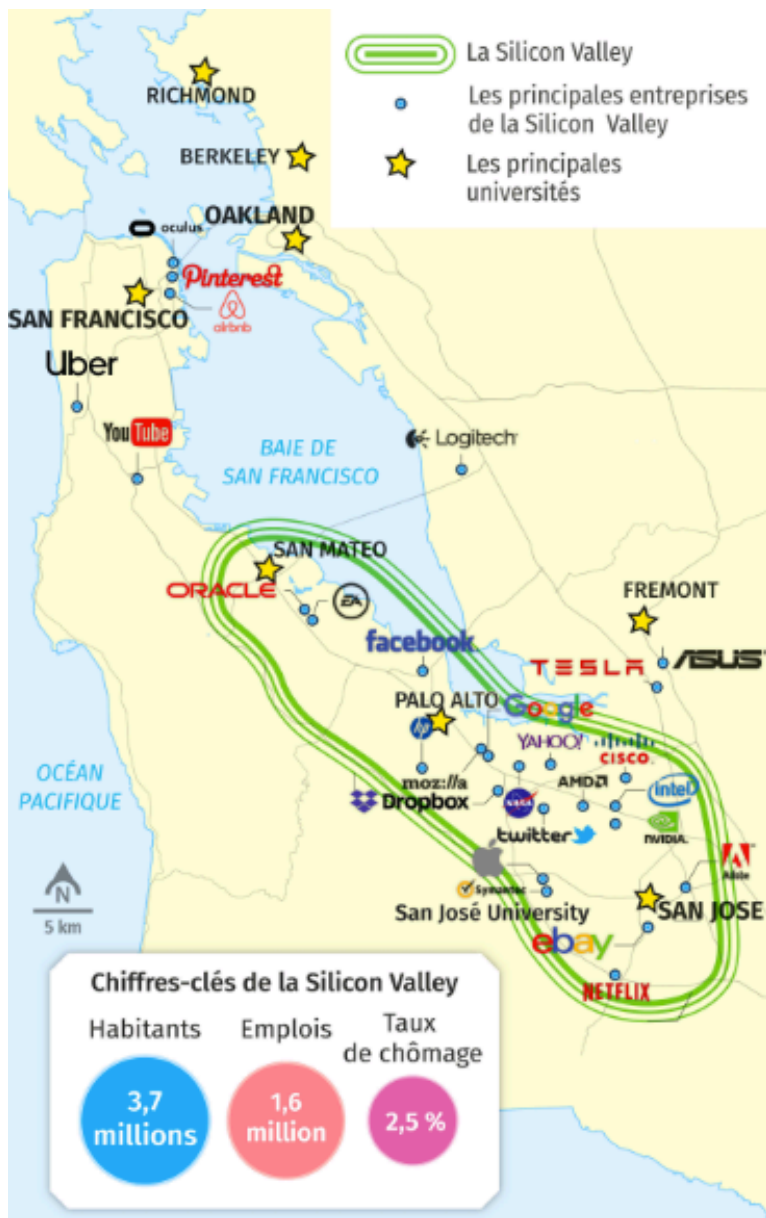 La Silicon Valley
Les principales entreprises
de la Silicon Valley
Les principales
universités
RICHMOND
BERKELEY
OAKLAND
oculus
Pinterest
airbnb
SAN FRANCISCO
Uber
YouTube
Logitech
BAIE DE
SAN FRANCISCO
SAN MATEO
ORACLE
EA
FREMONT
facebook
TESLA
ASUS
PALO ALTO
Google
hp
YAHOO!
CISCO
OCÉAN
PACIFIQUE
moz://a
AMD
intel
Dropbox
NASA
twitter
NVIDIA
Adobe
Symantec
San José University
SAN JOSE
N
5 km
ebay
NETFLIX
Chiffres-clés de la Silicon Valley
Habitants
Emplois
Taux
de chômage
3,7
millions
1,6
million
2,5 %